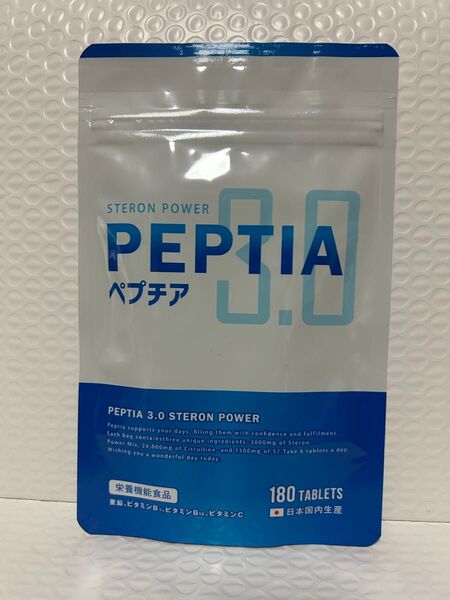 STERON POWER
3.0
PEPTIA
ペプチア
PEPTIA 3.0 STERON POWER
Peptia supports your days, filling them with confidence and fulfilment.
Each bag containsthree unique ingredients. 3000mg of Steron
Power Mix, 24,000mg of Citrulline, and 1500mg of S7.Take 6 tablets a day.
Wishing you a wonderful day today.
栄養機能食品
180 TABLETS
亜鉛、ビタミンB₁、ビタミンB₁₂、ビタミンC
日本国内生産